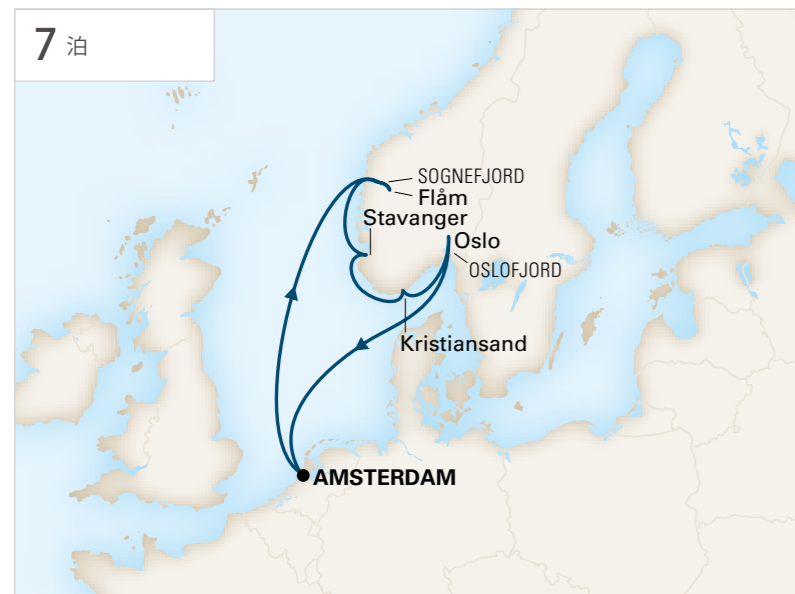 7 泊
SOGNEFJORD
Flåm
Stavanger
Oslo
OSLOFJORD
Kristiansand
AMSTERDAM